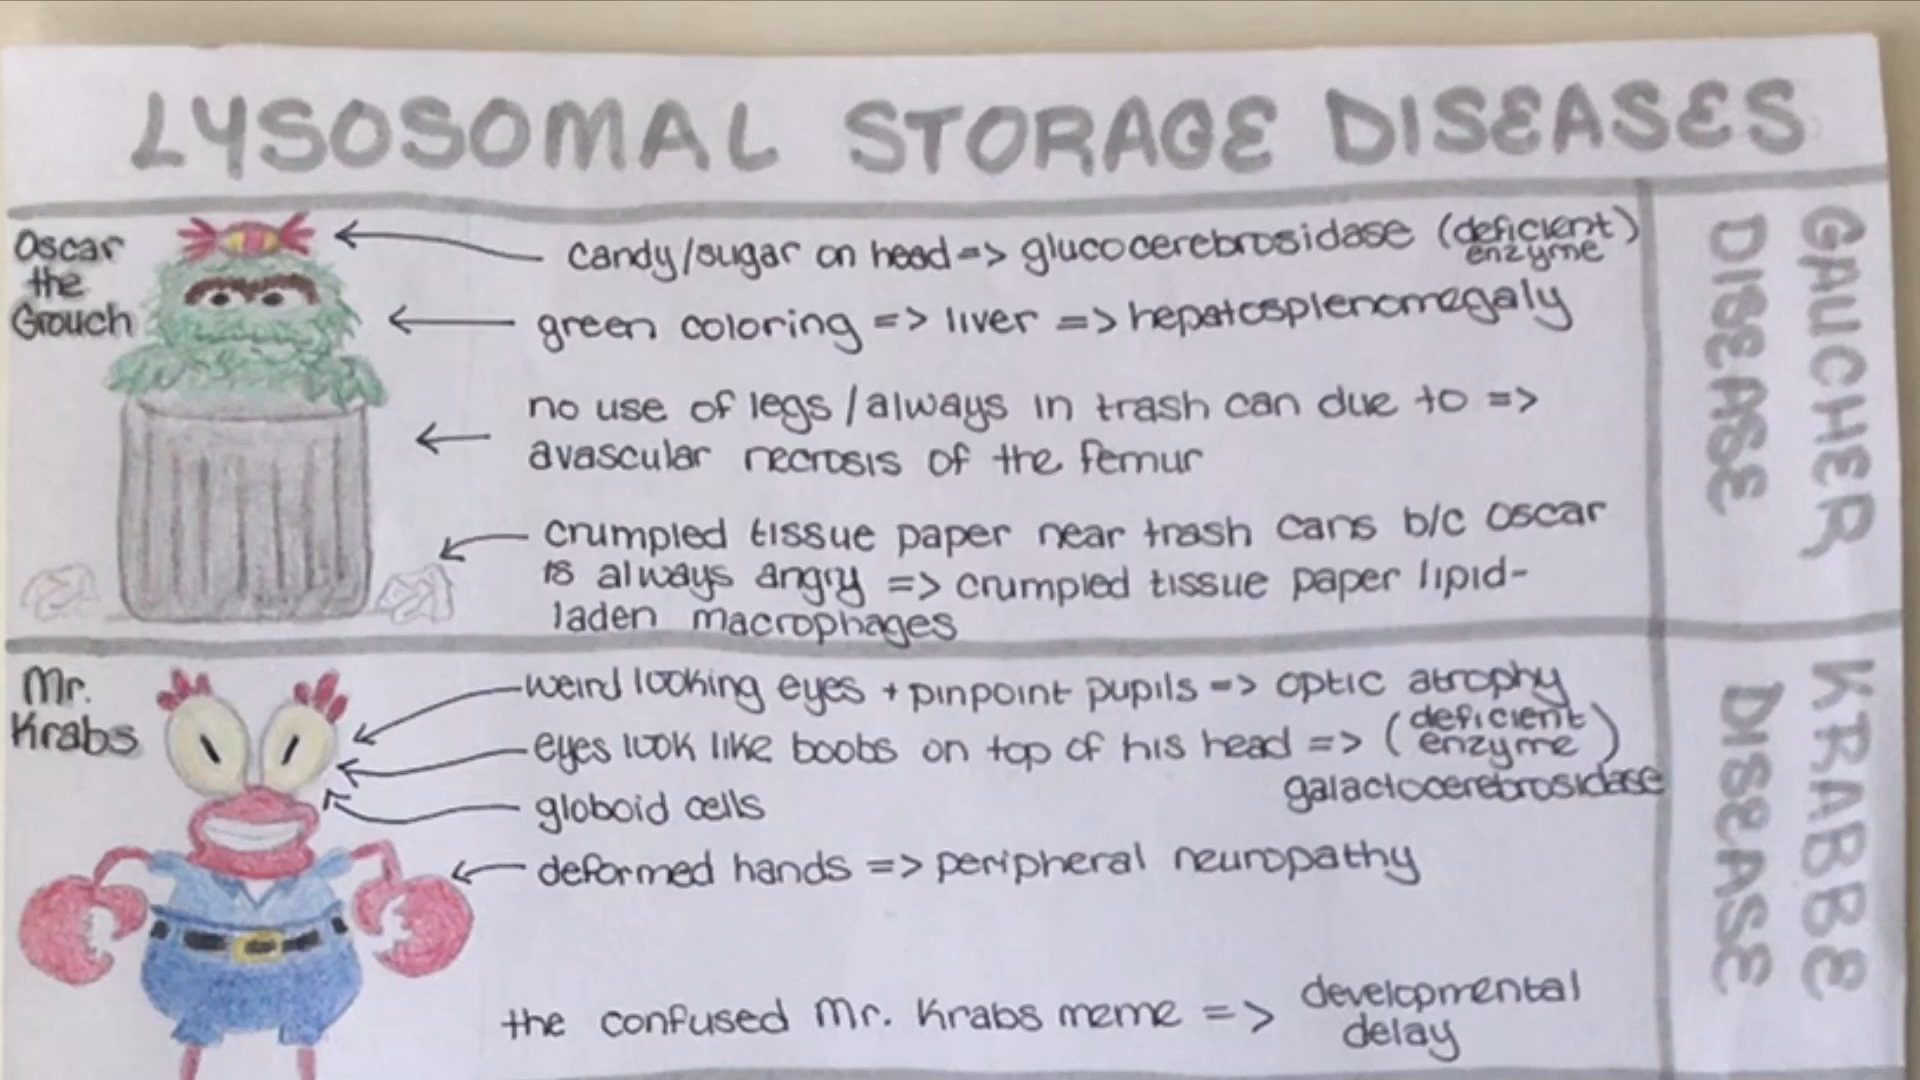 LYSOSOMAL STORAGE DISEASES
Oscar
the
Grouch
candy/sugar on head => glucocerebrosidase (deficient enzyme)
green coloring => liver => hepatosplenomegaly
no use of legs / always in trash can due to =>
avascular necrosis of the femur
crumpled tissue paper near trash cans b/c oscar
is always angry => crumpled tissue paper lipid-
laden macrophages
GAUCHER
DISEASE
Mr.
Krabs
weird looking eyes + pinpoint pupils => optic atrophy
eyes look like boobs on top of his head => (deficient enzyme)
galactocerebrosidase
globoid cells
deformed hands => peripheral neuropathy
the confused Mr. Krabs meme => developmental
delay
KRABBE
DISEASE